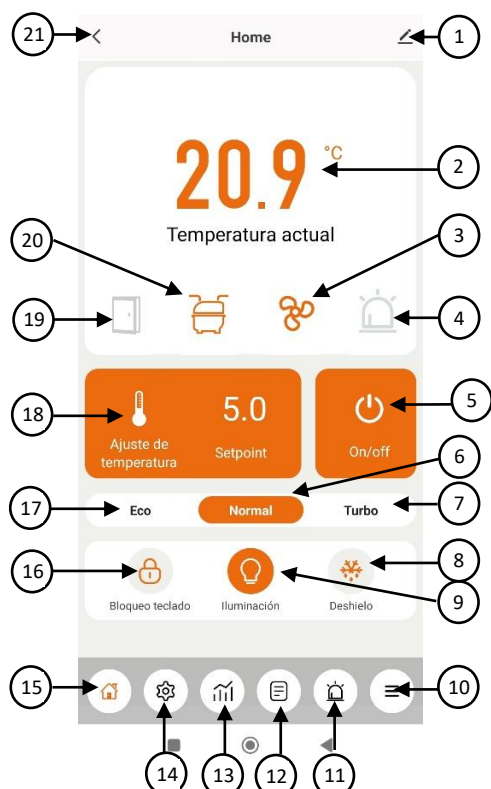 21
Home
1
20.9 °C
2
Temperatura actual
20
3
19
4
18
5.0
5
Ajuste de
temperatura
Setpoint
On/off
6
17
Eco
Normal
Turbo
7
16
8
Bloqueo teclado
Iluminación
Deshielo
9
15
10
14
13
12
11